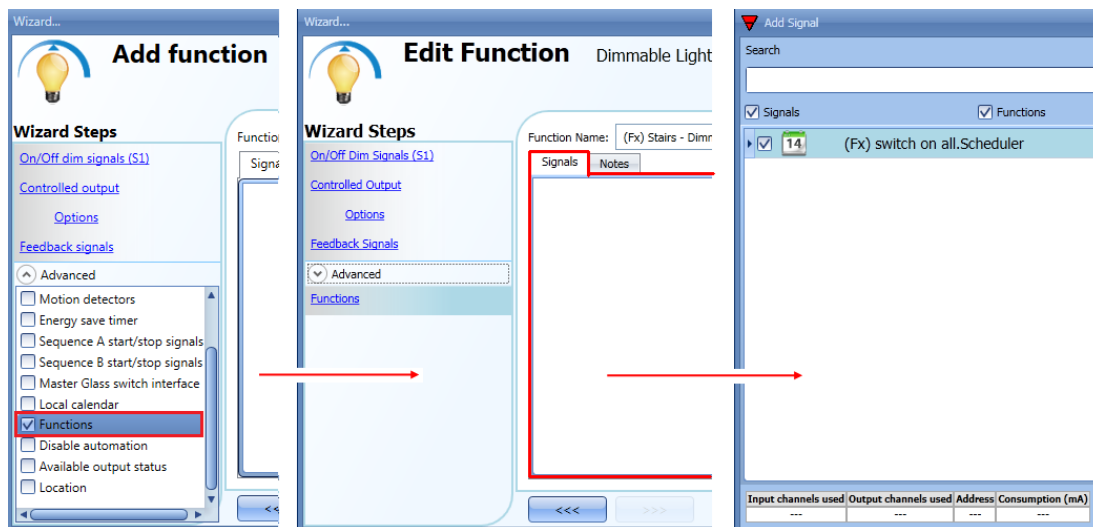 Wizard...
Add function
Wizard Steps
On/Off dim signals (S1)
Controlled output
Options
Feedback signals
Advanced
Motion detectors
Energy save timer
Sequence A start/stop signals
Sequence B start/stop signals
Master Glass switch interface
Local calendar
Functions
Disable automation
Available output status
Location
Wizard...
Edit Function Dimmable Light
Wizard Steps
On/Off Dim Signals (S1)
Controlled Output
Options
Feedback Signals
Advanced
Functions
Function Name: (Fx) Stairs - Dimm
Signals Notes
<<< >>>
Add Signal
Search
Signals Functions
14 (Fx) switch on all.Scheduler
Input channels used Output channels used Address Consumption (mA)
--- --- --- ---